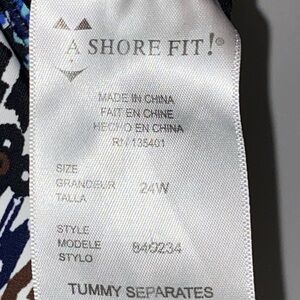 A SHORE FIT!®
MADE IN CHINA
FAIT EN CHINE
HECHO EN CHINA
RN 135401
SIZE
GRANDEUR 24W
TALLA
STYLE
MODELE 840234
STYLO
TUMMY SEPARATES